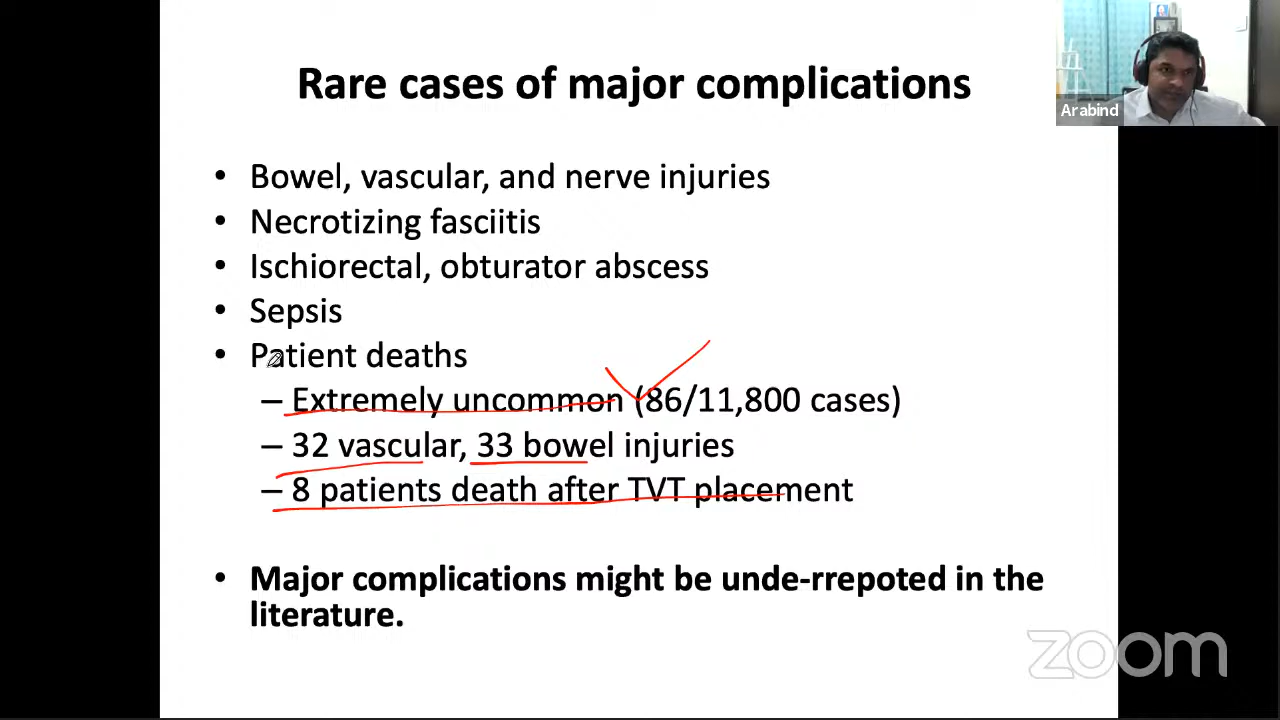 Rare cases of major complications
Arabind
• Bowel, vascular, and nerve injuries
• Necrotizing fasciitis
• Ischiorectal, obturator abscess
• Sepsis
• Patient deaths
– Extremely uncommon (86/11,800 cases)
– 32 vascular, 33 bowel injuries
– 8 patients death after TVT placement
• Major complications might be unde-rrepoted in the
literature.
zoom